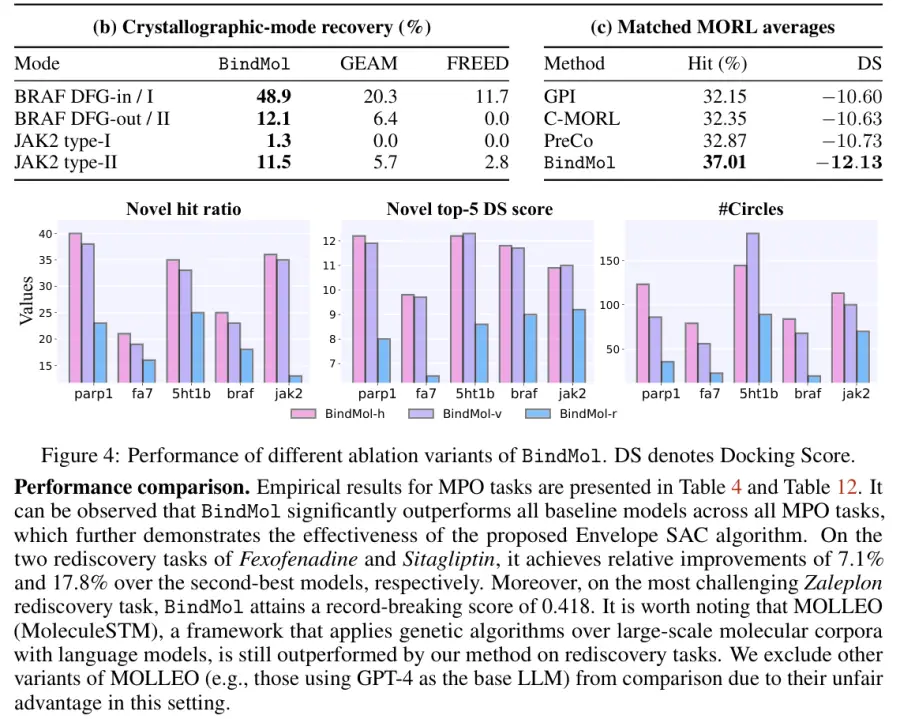 (b) Crystallographic-mode recovery (%)
Mode BindMol GEAM FREED
BRAF DFG-in / I 48.9 20.3 11.7
BRAF DFG-out / II 12.1 6.4 0.0
JAK2 type-I 1.3 0.0 0.0
JAK2 type-II 11.5 5.7 2.8
(c) Matched MORL averages
Method Hit (%) DS
GPI 32.15 −10.60
C-MORL 32.35 −10.63
PreCo 32.87 −10.73
BindMol 37.01 −12.13
Novel hit ratio
Values
40
35
30
25
20
15
parp1 fa7 5ht1b braf jak2
Novel top-5 DS score
12
11
10
9
8
7
parp1 fa7 5ht1b braf jak2
#Circles
150
100
50
parp1 fa7 5ht1b braf jak2
BindMol-h BindMol-v BindMol-r
Figure 4: Performance of different ablation variants of BindMol. DS denotes Docking Score.
Performance comparison. Empirical results for MPO tasks are presented in Table 4 and Table 12. It
can be observed that BindMol significantly outperforms all baseline models across all MPO tasks,
which further demonstrates the effectiveness of the proposed Envelope SAC algorithm. On the
two rediscovery tasks of Fexofenadine and Sitagliptin, it achieves relative improvements of 7.1%
and 17.8% over the second-best models, respectively. Moreover, on the most challenging Zaleplon
rediscovery task, BindMol attains a record-breaking score of 0.418. It is worth noting that MOLLEO
(MoleculeSTM), a framework that applies genetic algorithms over large-scale molecular corpora
with language models, is still outperformed by our method on rediscovery tasks. We exclude other
variants of MOLLEO (e.g., those using GPT-4 as the base LLM) from comparison due to their unfair
advantage in this setting.